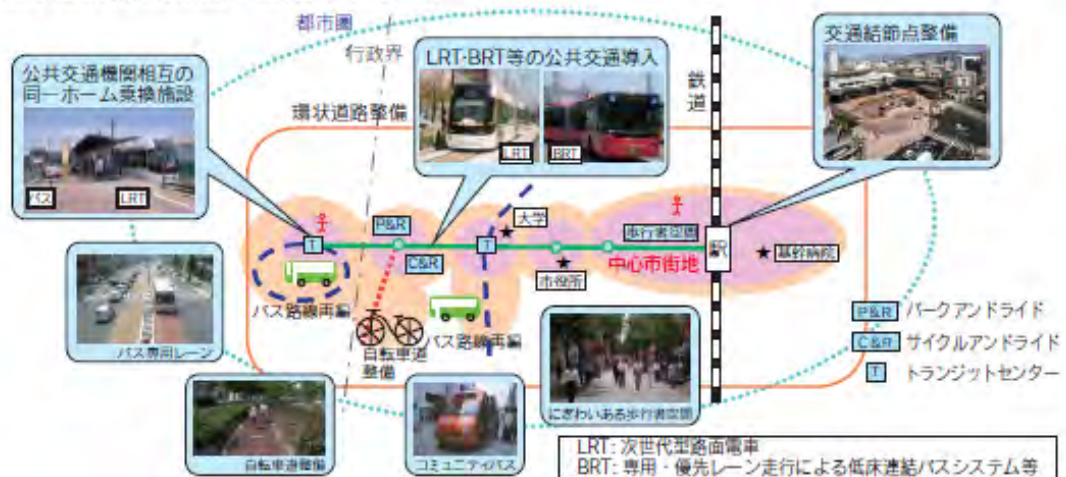 都市圏
行政界
公共交通機関相互の
同一ホーム乗換施設
バス
LRT
環状道路整備
LRT・BRT等の公共交通導入
LRT
BRT
鉄道
交通結節点整備
T
P&R
C&R
T
大学
市役所
歩行者空間
中心市街地
駅
基幹病院
バス路線再編
自転車道
整備
バス路線再編
バス専用レーン
自転車道整備
コミュニティバス
にぎわいある歩行者空間
P&R パークアンドライド
C&R サイクルアンドライド
T トランジットセンター
LRT: 次世代型路面電車
BRT: 専用・優先レーン走行による低床連結バスシステム等